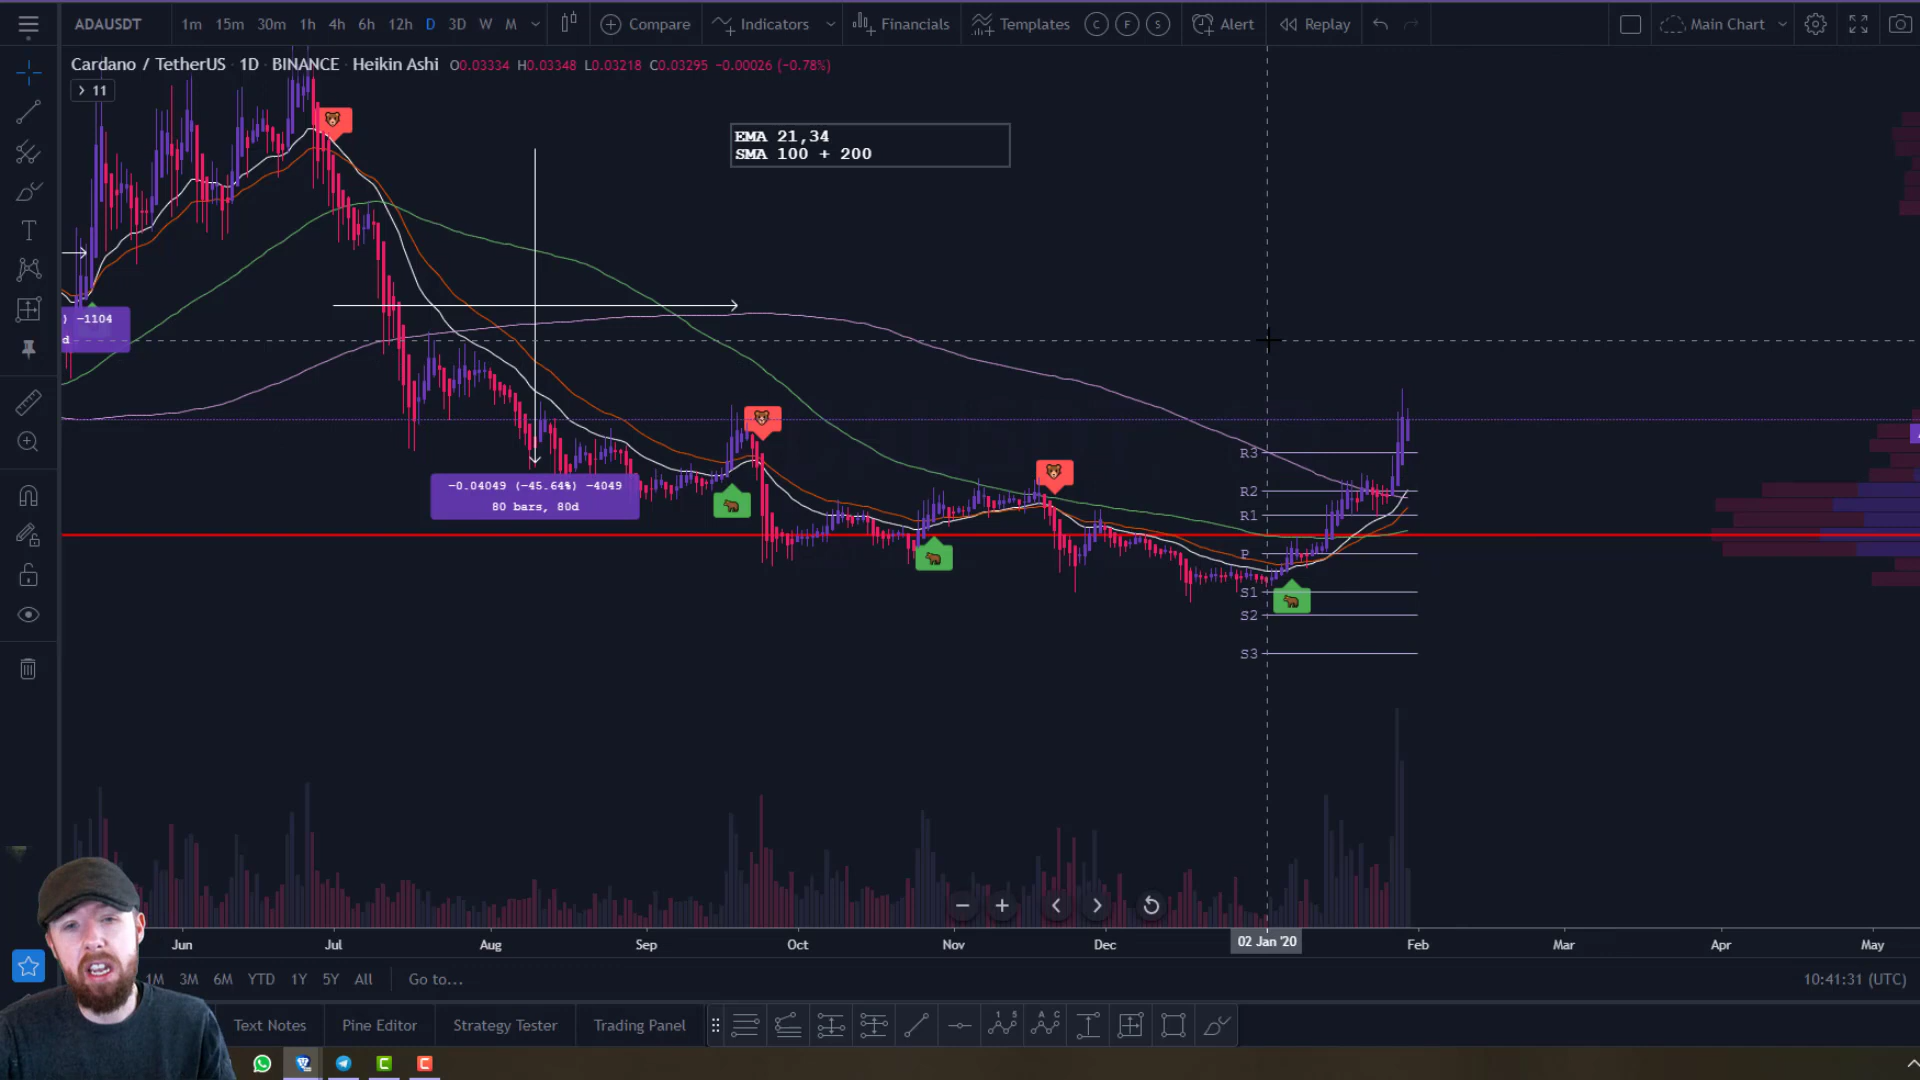 ADAUSDT 1m 15m 30m 1h 4h 6h 12h D 3D W M Compare Indicators Financials Templates C F S Alert Replay Main Chart
Cardano / TetherUS 1D BINANCE Heikin Ashi O0.03334 H0.03348 L0.03218 C0.03295 -0.00026 (-0.78%)
11
EMA 21,34
SMA 100 + 200
) -1104
d
-0.04049 (-45.64%) -4049
80 bars, 80d
R3
R2
R1
P
S1
S2
S3
Jun Jul Aug Sep Oct Nov Dec 02 Jan '20 Feb Mar Apr May
1M 3M 6M YTD 1Y 5Y All Go to... 10:41:31 (UTC)
Text Notes Pine Editor Strategy Tester Trading Panel